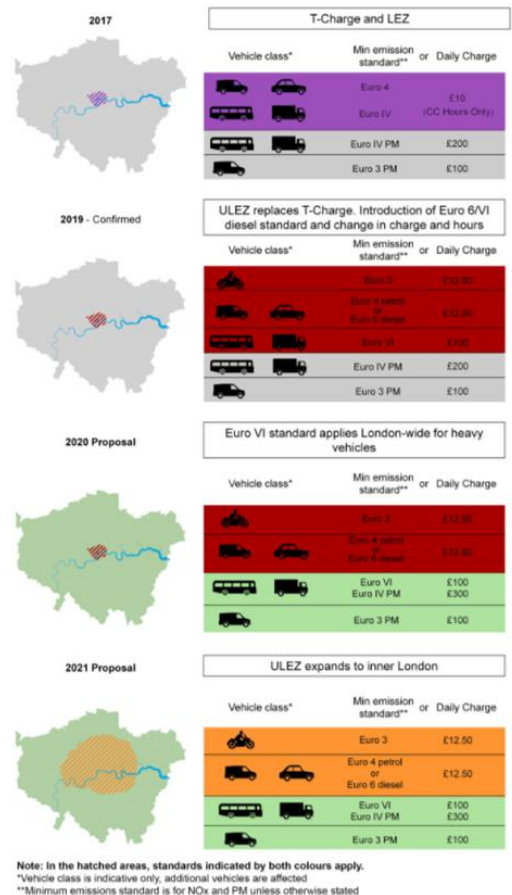 2017
T-Charge and LEZ
Vehicle class*
Min emission standard** or Daily Charge
Euro 4
£10
(CC Hours Only)
Euro IV
Euro IV PM £200
Euro 3 PM £100
2019 - Confirmed
ULEZ replaces T-Charge. Introduction of Euro 6/VI
diesel standard and change in charge and hours
Vehicle class*
Min emission standard** or Daily Charge
Euro 3 £12.50
Euro 4 petrol
or
Euro 6 diesel
£12.50
Euro VI £100
Euro IV PM £200
Euro 3 PM £100
2020 Proposal
Euro VI standard applies London-wide for heavy
vehicles
Vehicle class*
Min emission standard** or Daily Charge
Euro 3 £12.50
Euro 4 petrol
or
Euro 6 diesel
£12.50
Euro VI £100
Euro IV PM £300
Euro 3 PM £100
2021 Proposal
ULEZ expands to inner London
Vehicle class*
Min emission standard** or Daily Charge
Euro 3 £12.50
Euro 4 petrol
or
Euro 6 diesel
£12.50
Euro VI £100
Euro IV PM £300
Euro 3 PM £100
Note: In the hatched areas, standards indicated by both colours apply.
*Vehicle class is indicative only, additional vehicles are affected
**Minimum emissions standard is for NOx and PM unless otherwise stated